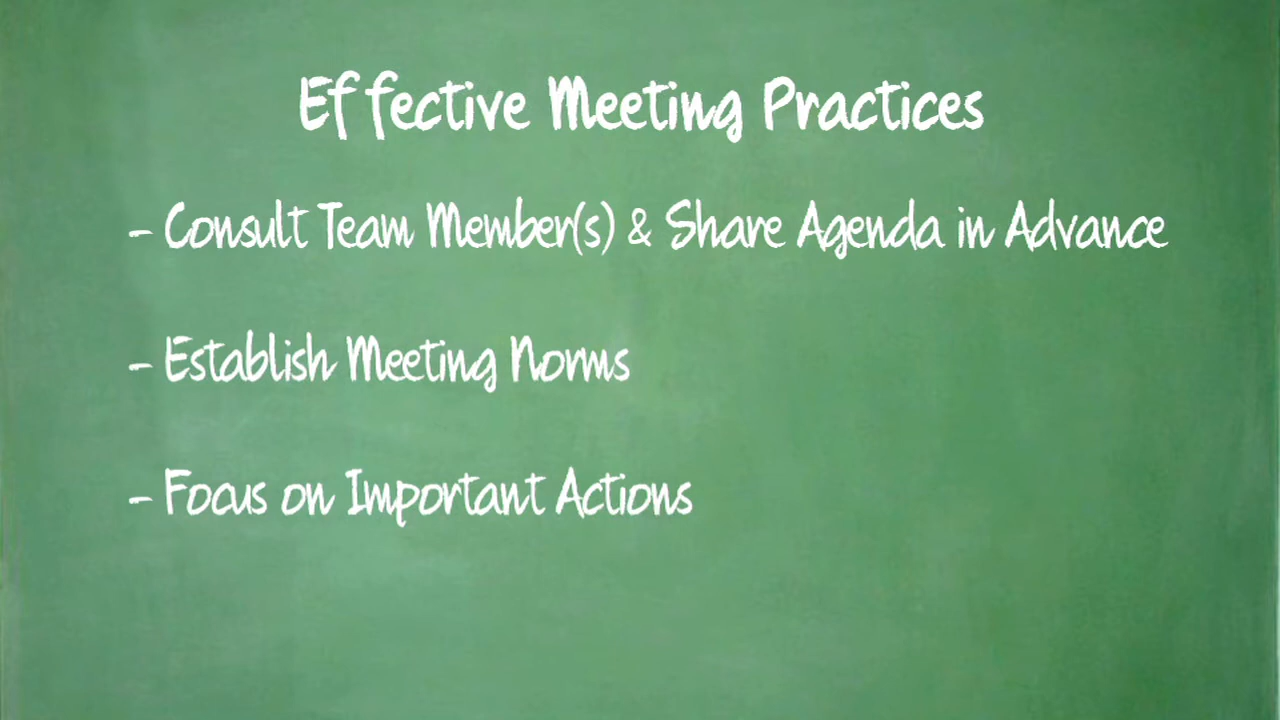 Effective Meeting Practices
- Consult Team Member(s) & Share Agenda in Advance
- Establish Meeting Norms
- Focus on Important Actions